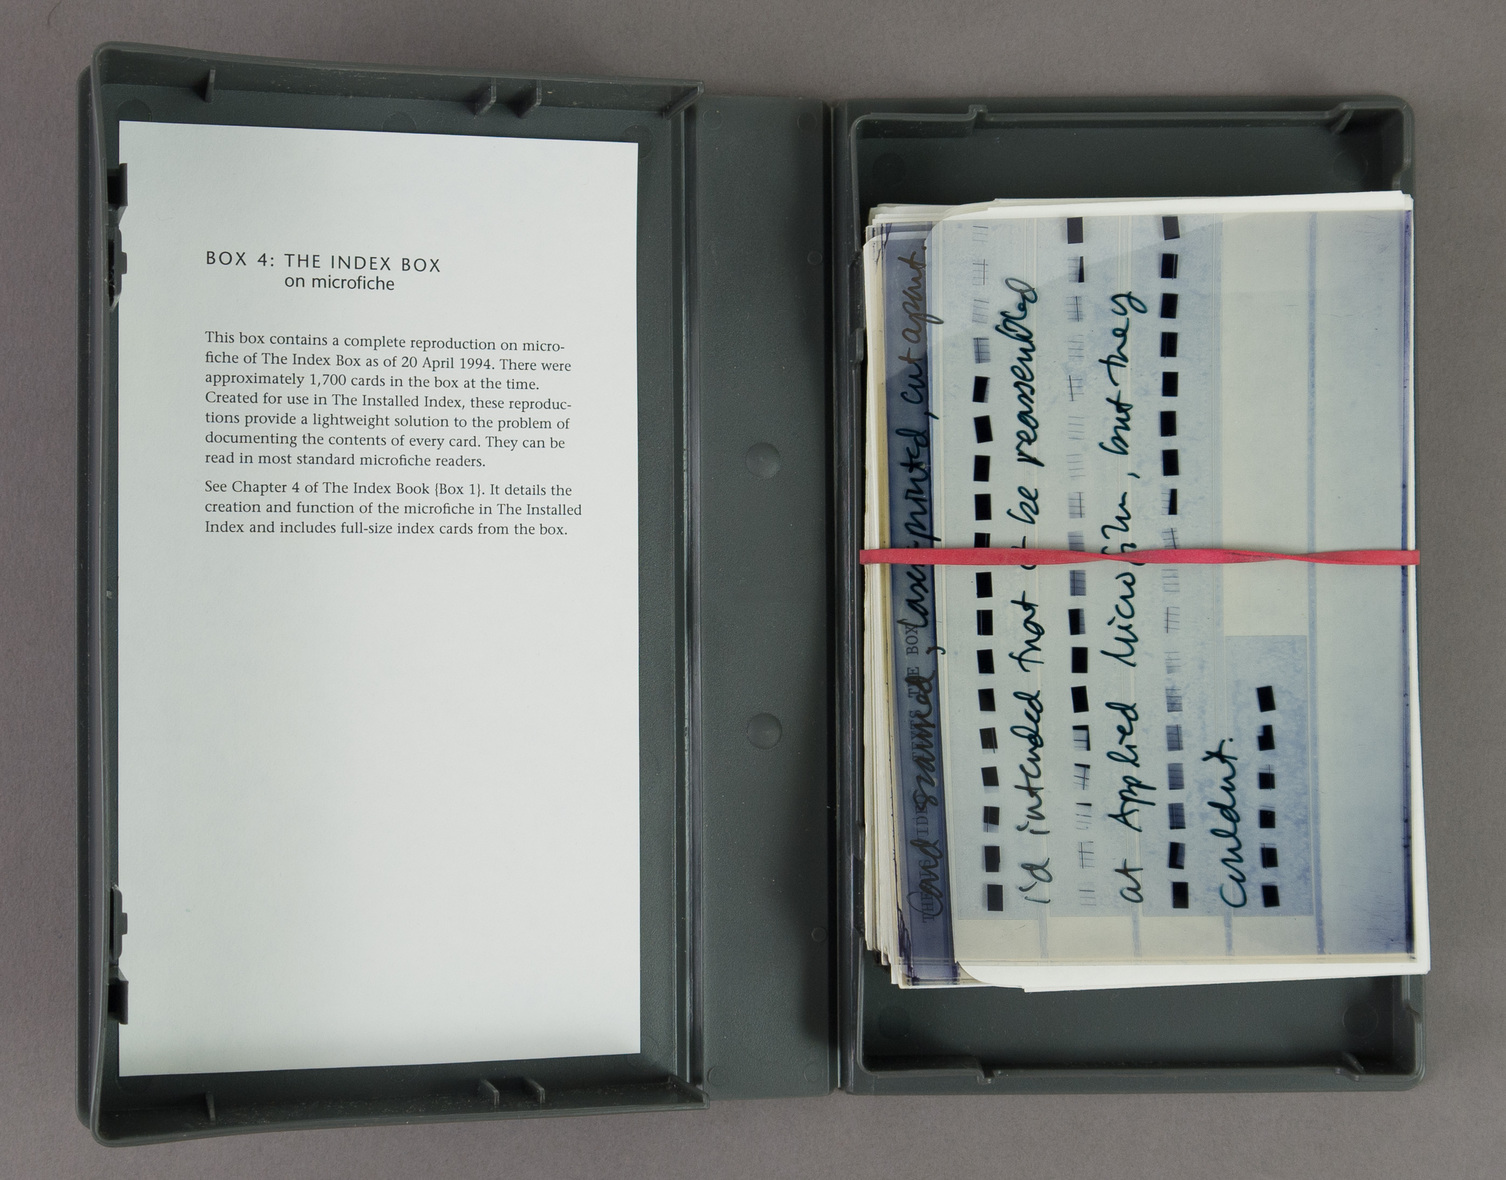 BOX 4: THE INDEX BOX
on microfiche
This box contains a complete reproduction on micro-
fiche of The Index Box as of 20 April 1994. There were
approximately 1,700 cards in the box at the time.
Created for use in The Installed Index, these reproduc-
tions provide a lightweight solution to the problem of
documenting the contents of every card. They can be
read in most standard microfiche readers.
See Chapter 4 of The Index Book {Box 1}. It details the
creation and function of the microfiche in The Installed
Index and includes full-size index cards from the box.
Card scanned, laser printed, cut apart.
I'd intended that it be reassembled
at Applied Microfilm, but they
couldn't.
THE BOX